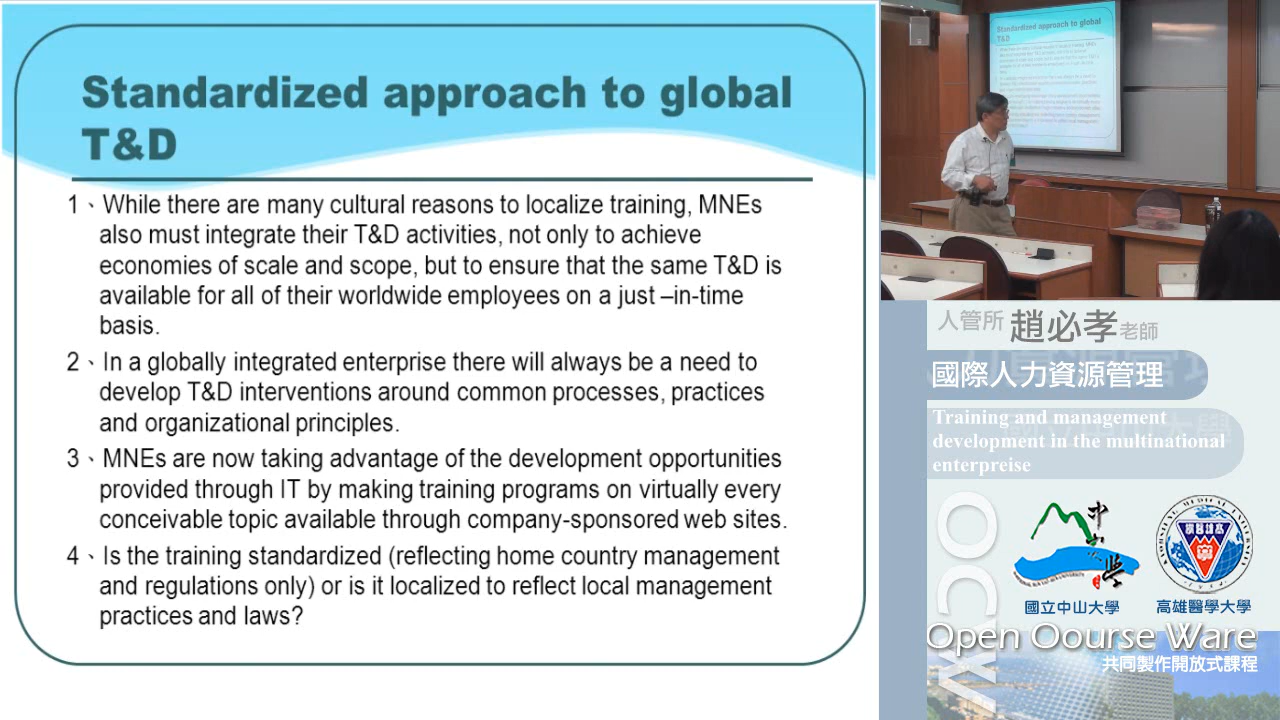 Standardized approach to global
T&D
1、While there are many cultural reasons to localize training, MNEs
also must integrate their T&D activities, not only to achieve
economies of scale and scope, but to ensure that the same T&D is
available for all of their worldwide employees on a just –in-time
basis.
2、In a globally integrated enterprise there will always be a need to
develop T&D interventions around common processes, practices
and organizational principles.
3、MNEs are now taking advantage of the development opportunities
provided through IT by making training programs on virtually every
conceivable topic available through company-sponsored web sites.
4、Is the training standardized (reflecting home country management
and regulations only) or is it localized to reflect local management
practices and laws?
Standardized approach to global
T&D
人管所 趙必孝老師
國際人力資源管理
Training and management
development in the multinational
enterpreise
OCW
中山大學
國立中山大學
高雄醫學大學
Open Oourse Ware
共同製作開放式課程